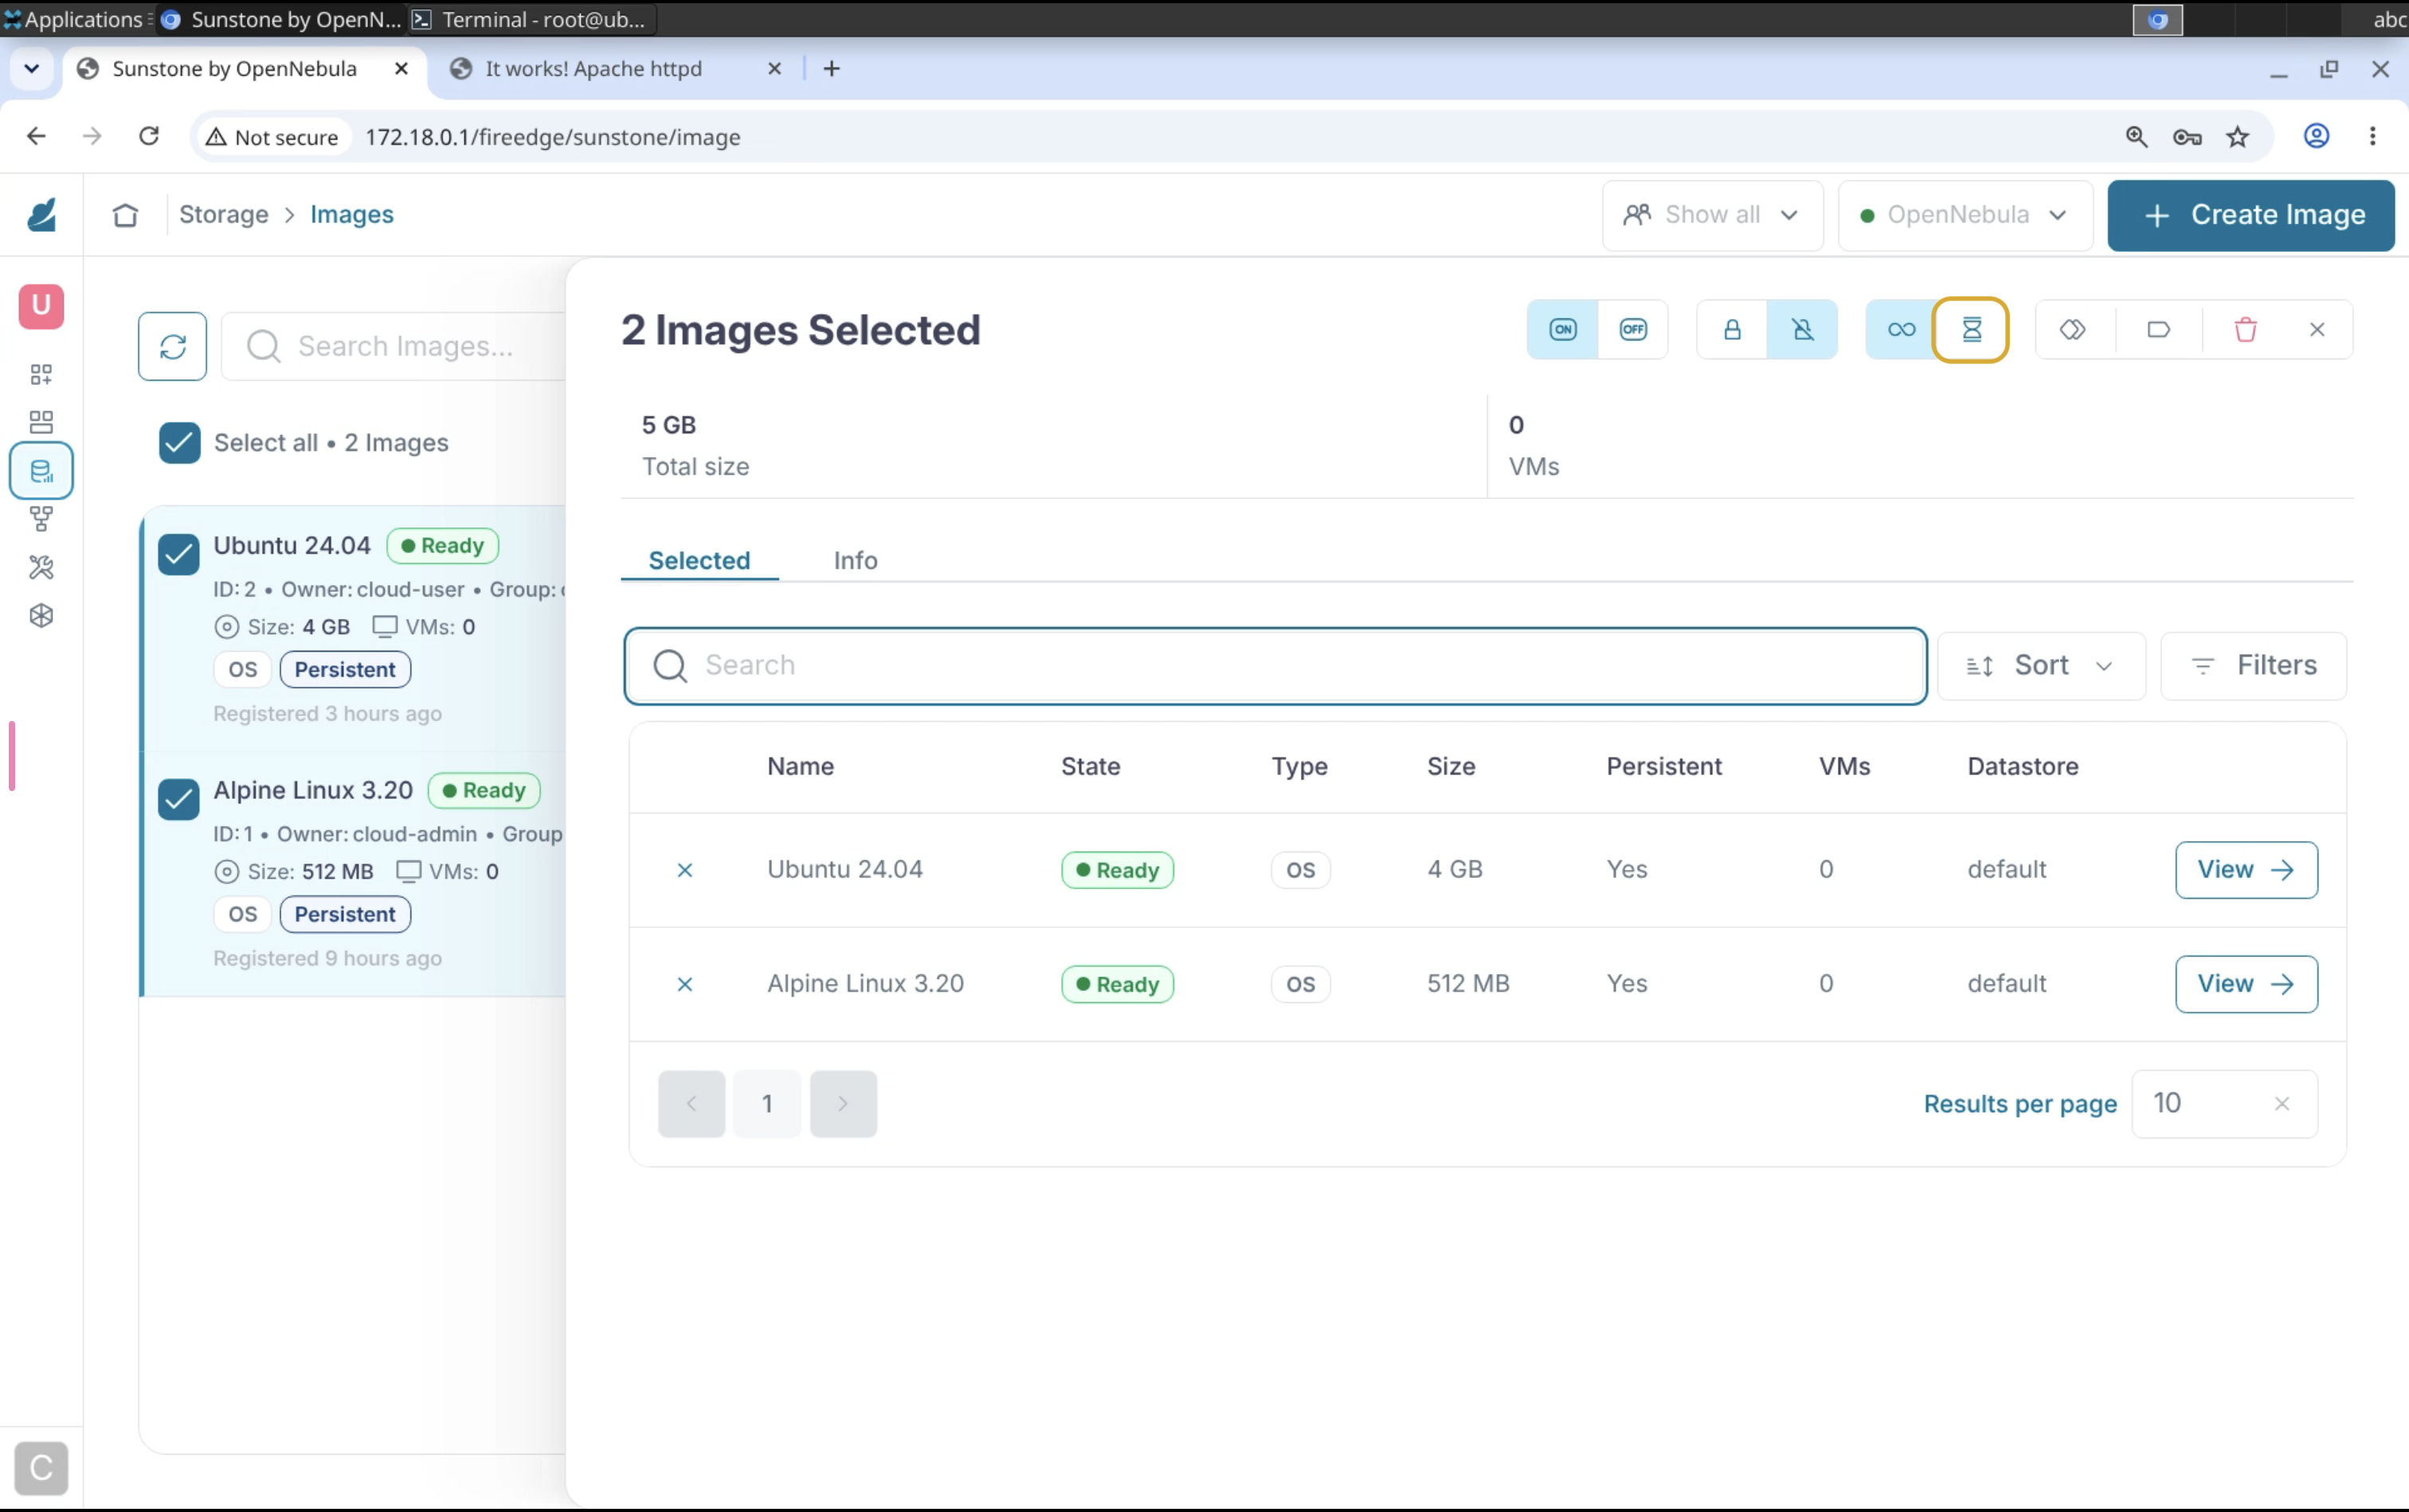 Applications
Sunstone by OpenN...
Terminal - root@ub...
abc
Sunstone by OpenNebula
It works! Apache httpd
Not secure
172.18.0.1/fireedge/sunstone/image
Storage > Images
Show all
OpenNebula
+ Create Image
U
2 Images Selected
ON
OFF
Search Images...
5 GB
Total size
0
VMs
Select all • 2 Images
Selected
Info
Ubuntu 24.04
Ready
ID: 2 • Owner: cloud-user • Group:
Size: 4 GB
VMs: 0
OS
Persistent
Registered 3 hours ago
Alpine Linux 3.20
Ready
ID: 1 • Owner: cloud-admin • Group
Size: 512 MB
VMs: 0
OS
Persistent
Registered 9 hours ago
Search
Sort
Filters
Name State Type Size Persistent VMs Datastore
Ubuntu 24.04 Ready OS 4 GB Yes 0 default View →
Alpine Linux 3.20 Ready OS 512 MB Yes 0 default View →
1
Results per page
10
C